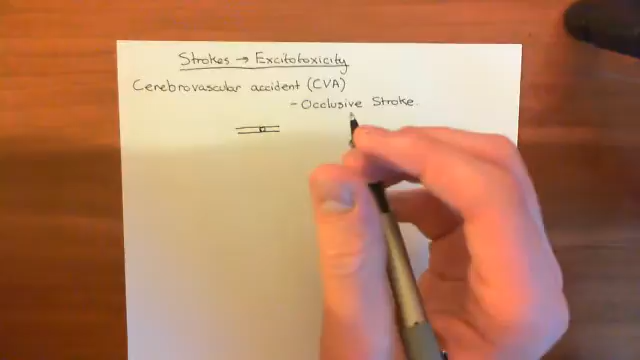 Strokes → Excitotoxicity
Cerebrovascular accident (CVA)
- Occlusive Stroke.